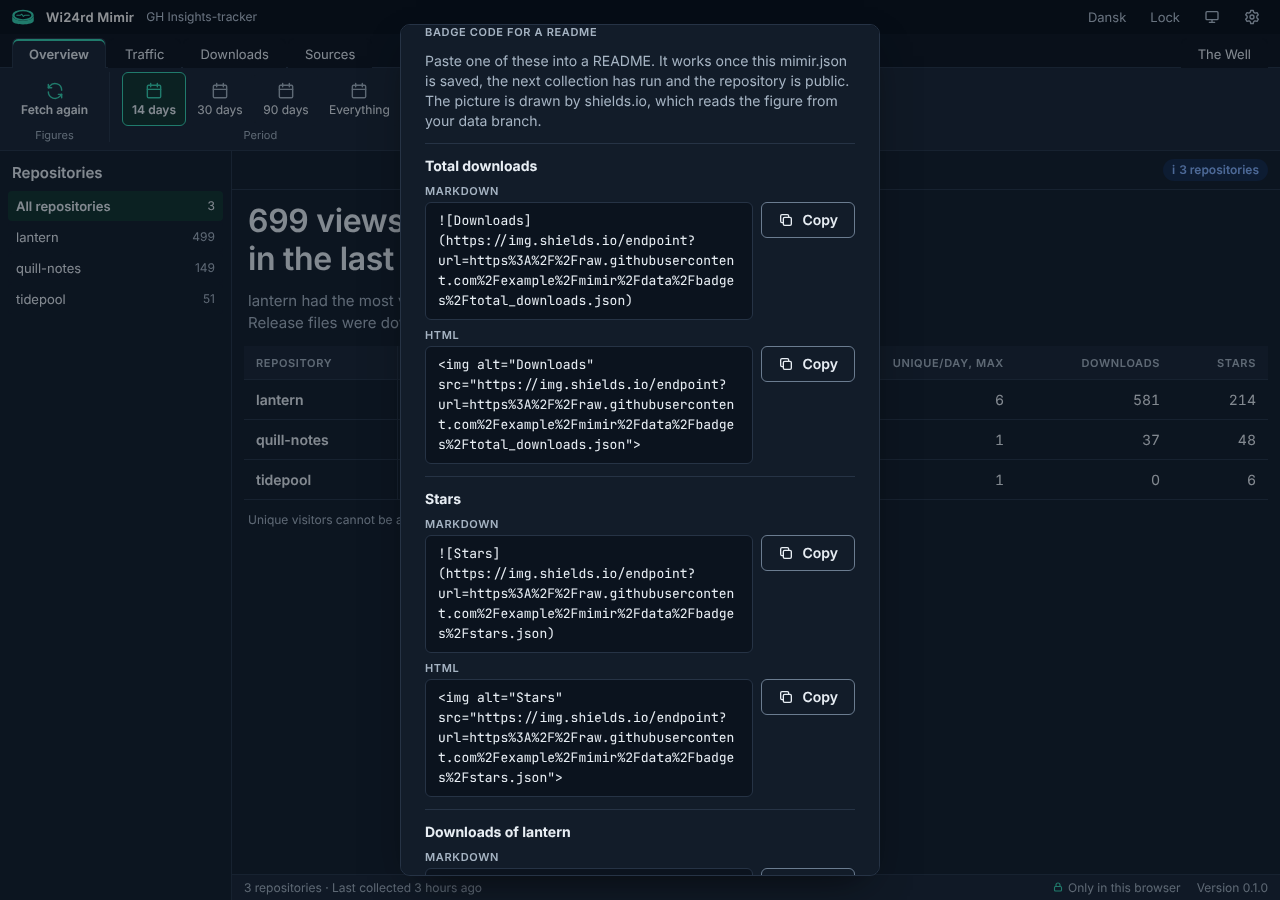 Wi24rd Mimir GH Insights-tracker Dansk Lock
Overview Traffic Downloads Sources The Well
Fetch again 14 days 30 days 90 days Everything
Figures Period
Repositories
All repositories 3
lantern 499
quill-notes 149
tidepool 51
i 3 repositories
699 views
in the last
lantern had the most
Release files were
REPOSITORY UNIQUE/DAY, MAX DOWNLOADS STARS
lantern 6 581 214
quill-notes 1 37 48
tidepool 1 0 6
Unique visitors cannot be
BADGE CODE FOR A README
Paste one of these into a README. It works once this mimir.json
is saved, the next collection has run and the repository is public.
The picture is drawn by shields.io, which reads the figure from
your data branch.
Total downloads
MARKDOWN
![Downloads]
(https://img.shields.io/endpoint?
url=https%3A%2F%2Fraw.githubuserconten
t.com%2Fexample%2Fmimir%2Fdata%2Fbadge
s%2Ftotal_downloads.json)
Copy
HTML
<img alt="Downloads"
src="https://img.shields.io/endpoint?
url=https%3A%2F%2Fraw.githubuserconten
t.com%2Fexample%2Fmimir%2Fdata%2Fbadge
s%2Ftotal_downloads.json">
Copy
Stars
MARKDOWN
![Stars]
(https://img.shields.io/endpoint?
url=https%3A%2F%2Fraw.githubuserconten
t.com%2Fexample%2Fmimir%2Fdata%2Fbadge
s%2Fstars.json)
Copy
HTML
<img alt="Stars"
src="https://img.shields.io/endpoint?
url=https%3A%2F%2Fraw.githubuserconten
t.com%2Fexample%2Fmimir%2Fdata%2Fbadge
s%2Fstars.json">
Copy
Downloads of lantern
MARKDOWN
3 repositories · Last collected 3 hours ago Only in this browser Version 0.1.0